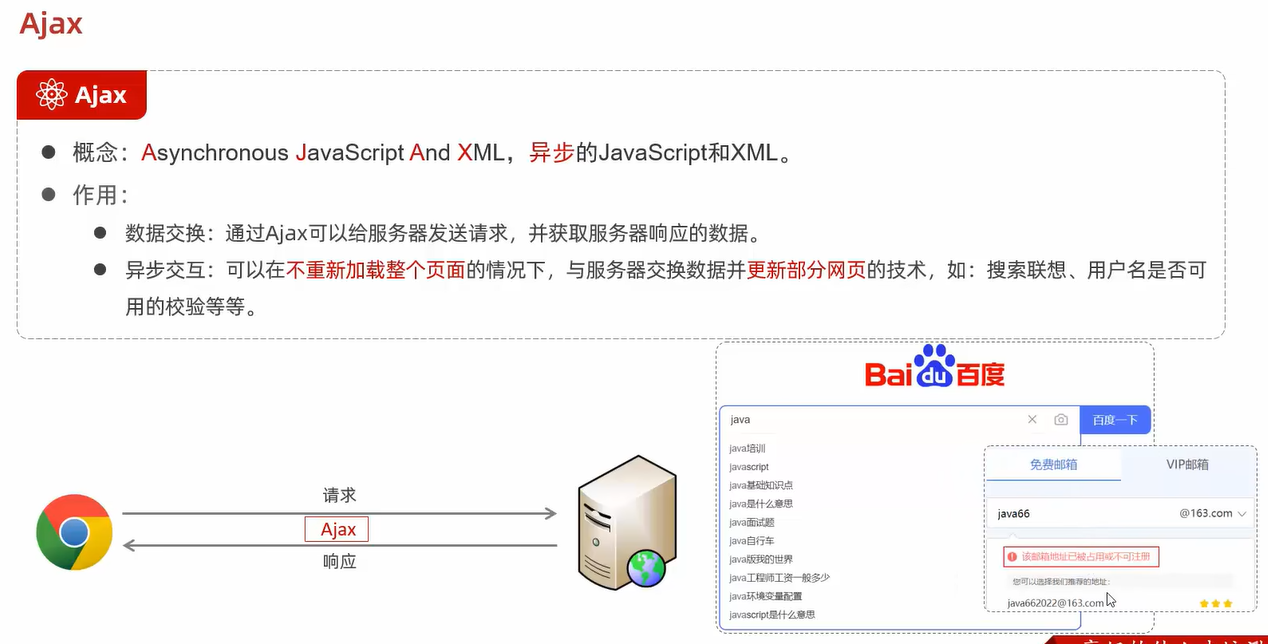 Ajax
Ajax
概念：Asynchronous JavaScript And XML，异步的JavaScript和XML。
作用：
数据交换：通过Ajax可以给服务器发送请求，并获取服务器响应的数据。
异步交互：可以在不重新加载整个页面的情况下，与服务器交换数据并更新部分网页的技术，如：搜索联想、用户名是否可
用的校验等等。
请求
Ajax
响应
Bai du 百度
java
百度一下
java培训
javascript
java基础知识点
java是什么意思
java面试题
java自行车
java版我的世界
java工程师工资一般多少
java环境变量配置
javascript是什么意思
免费邮箱
VIP邮箱
java66
@163.com
该邮箱地址已被占用或不可注册
您可以选择我们推荐的地址：
java662022@163.com